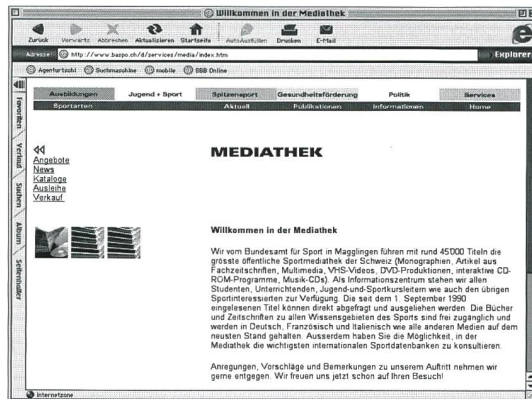 Willkommen in der Mediathek
Zurück Vorwärts Abbrechen Aktualisieren Startseite AutoAusfüllen Drucken E-Mail
Adresse: http://www.baspo.ch/d/services/media/index.htm Explorer
Agenturtschl Suchmaschine mobile SBB Online
Favoriten
Verlauf
Suchen
Album
Seitenhalter
Ausbildungen Jugend + Sport Spitzensport Gesundheitsförderung Politik Services
Sportarten Aktuell Publikationen Informationen Home
Angebote
News
Kataloge
Ausleihe
Verkauf
MEDIATHEK
Willkommen in der Mediathek
Wir vom Bundesamt für Sport in Magglingen führen mit rund 45'000 Titeln die
grösste öffentliche Sportmediathek der Schweiz (Monographien, Artikel aus
Fachzeitschriften, Multimedia, VHS-Videos, DVD-Produktionen, interaktive CD-
ROM-Programme, Musik-CDs). Als Informationszentrum stehen wir allen
Studenten, Unterrichtenden, Jugend-und-Sportkursleitern wie auch den übrigen
Sportinteressierten zur Verfügung. Die seit dem 1. September 1990
eingelesenen Titel können direkt abgefragt und ausgeliehen werden. Die Bücher
und Zeitschriften zu allen Wissensgebieten des Sports sind frei zugänglich und
werden in Deutsch, Französisch und Italienisch wie alle anderen Medien auf dem
neusten Stand gehalten. Ausserdem haben Sie die Möglichkeit, in der
Mediathek die wichtigsten internationalen Sportdatenbanken zu konsultieren.
Anregungen, Vorschläge und Bemerkungen zu unserem Auftritt nehmen wir
gerne entgegen. Wir freuen uns jetzt schon auf Ihren Besuch!
Internetzone